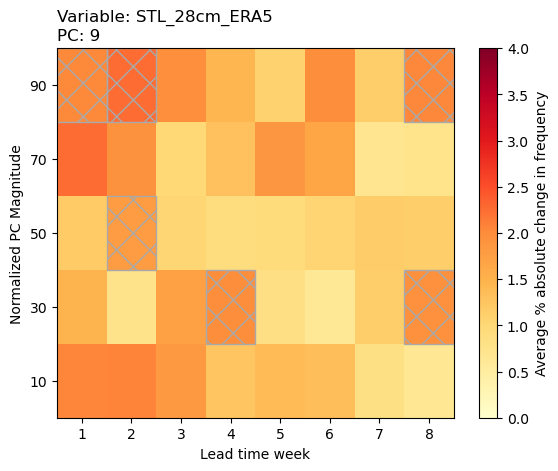 Variable: STL_28cm_ERA5
PC: 9
4.0
3.5
3.0
2.5
2.0
1.5
1.0
0.5
0.0
Average % absolute change in frequency
90
70
50
30
10
Normalized PC Magnitude
1 2 3 4 5 6 7 8
Lead time week